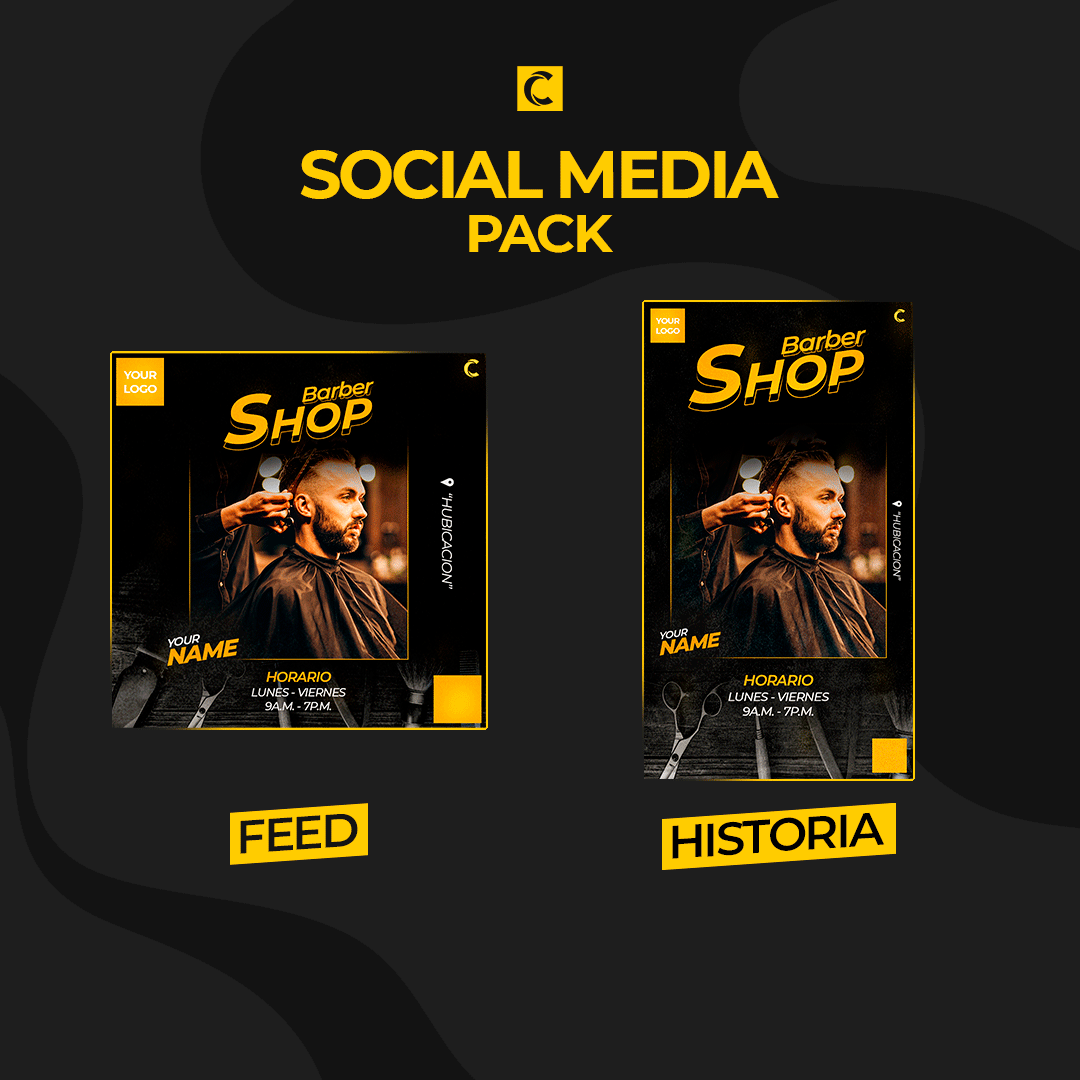 C
SOCIAL MEDIA
PACK
YOUR
LOGO
C
Barber
SHOP
"HUBICACION"
YOUR
NAME
HORARIO
LUNES - VIERNES
9A.M. - 7P.M.
FEED
YOUR
LOGO
C
Barber
SHOP
"HUBICACION"
YOUR
NAME
HORARIO
LUNES - VIERNES
9A.M. - 7P.M.
HISTORIA